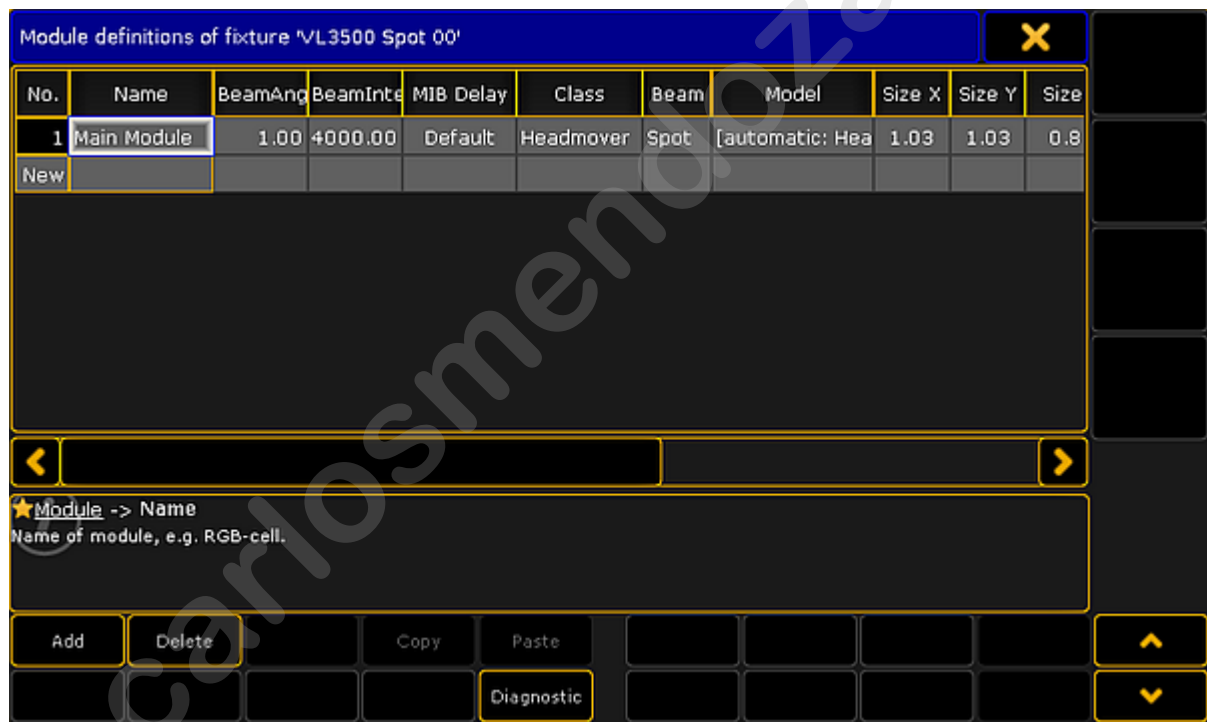 Module definitions of fixture 'VL3500 Spot 00'
No. Name BeamAng BeamInte MIB Delay Class Beam Model Size X Size Y Size
1 Main Module 1.00 4000.00 Default Headmover Spot [automatic: Hea 1.03 1.03 0.8
New
Module -> Name
Name of module, e.g. RGB-cell.
Add Delete Copy Paste
Diagnostic
carlosmendoza